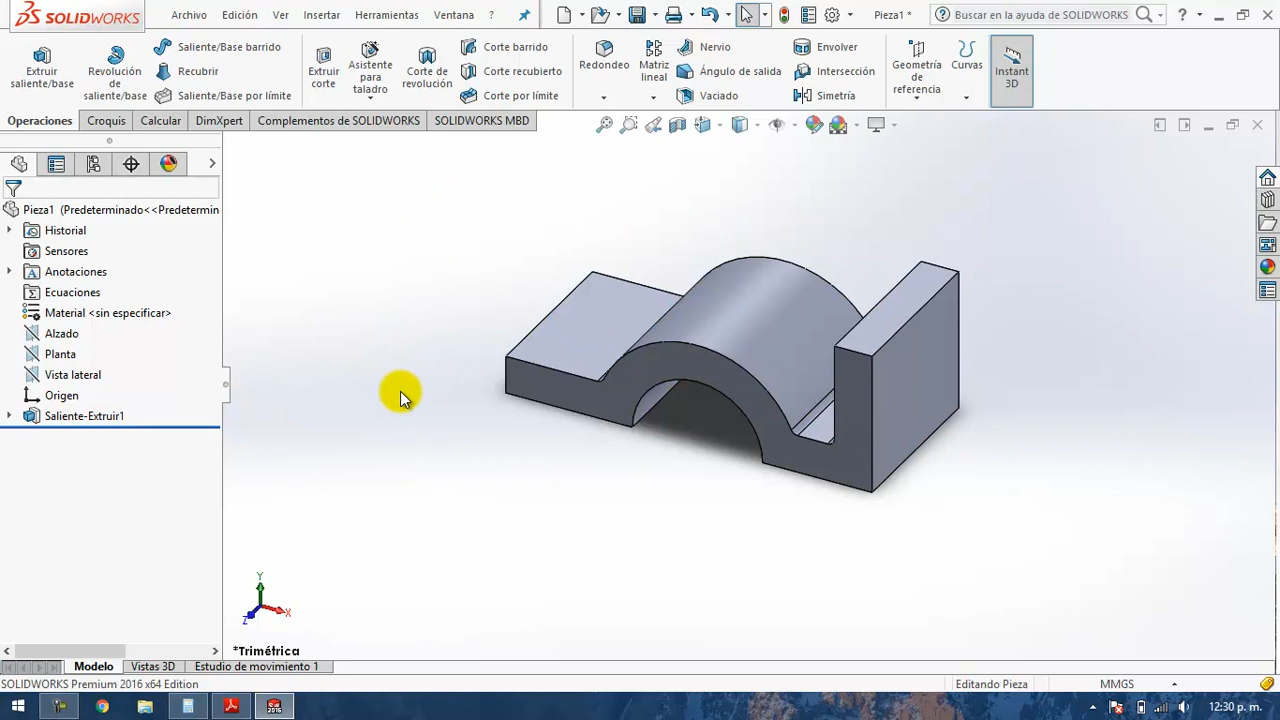 SOLIDWORKS Archivo Edición Ver Insertar Herramientas Ventana ? Pieza1 * Buscar en la ayuda de SOLIDWORKS ?
Extruir saliente/base
Revolución de saliente/base
Saliente/Base barrido
Recubrir
Saliente/Base por límite
Extruir corte
Asistente para taladro
Corte de revolución
Corte barrido
Corte recubierto
Corte por límite
Redondeo
Matriz lineal
Nervio
Ángulo de salida
Vaciado
Envolver
Intersección
Simetría
Geometría de referencia
Curvas
Instant 3D
Operaciones Croquis Calcular DimXpert Complementos de SOLIDWORKS SOLIDWORKS MBD
Pieza1 (Predeterminado<<Predetermin
Historial
Sensores
Anotaciones
Ecuaciones
Material <sin especificar>
Alzado
Planta
Vista lateral
Origen
Saliente-Extruir1
Y
X
Z
*Trimétrica
Modelo Vistas 3D Estudio de movimiento 1
SOLIDWORKS Premium 2016 x64 Edition Editando Pieza MMGS
12:30 p. m.